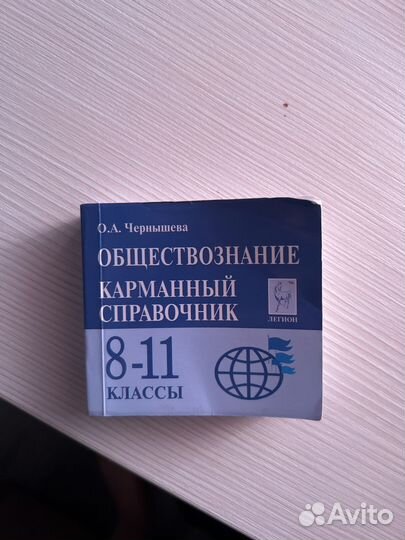 О.А. Чернышева
ОБЩЕСТВОЗНАНИЕ
КАРМАННЫЙ
СПРАВОЧНИК
ЛЕГИОН
8-11
КЛАССЫ
Avito